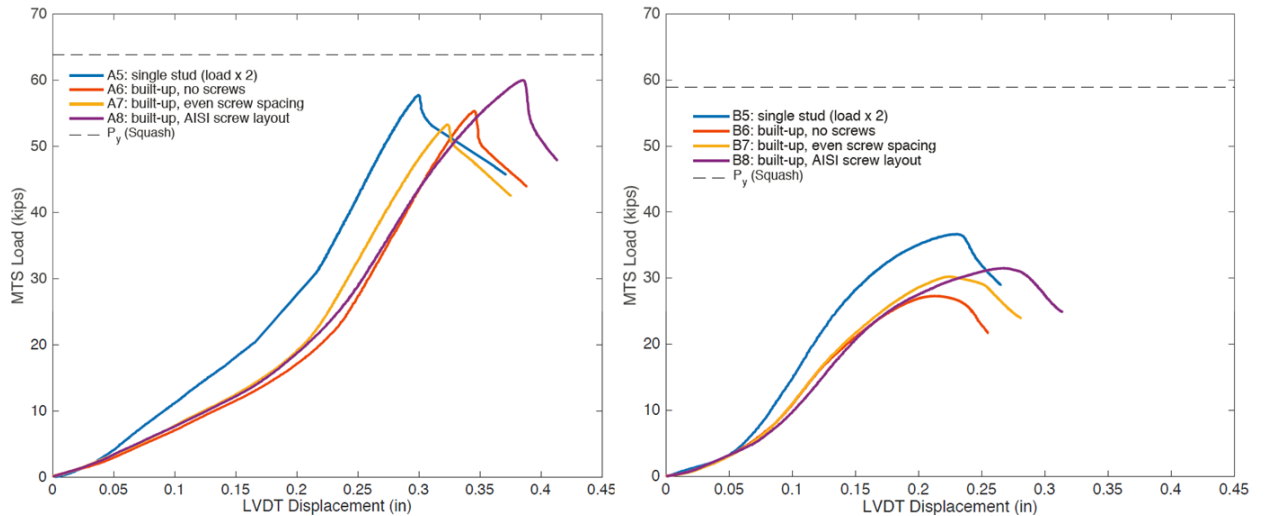 70
60
50
40
30
20
10
0
MTS Load (kips)
A5: single stud (load x 2)
A6: built-up, no screws
A7: built-up, even screw spacing
A8: built-up, AISI screw layout
Py (Squash)
0 0.05 0.1 0.15 0.2 0.25 0.3 0.35 0.4 0.45
LVDT Displacement (in)
70
60
50
40
30
20
10
0
MTS Load (kips)
B5: single stud (load x 2)
B6: built-up, no screws
B7: built-up, even screw spacing
B8: built-up, AISI screw layout
Py (Squash)
0 0.05 0.1 0.15 0.2 0.25 0.3 0.35 0.4 0.45
LVDT Displacement (in)